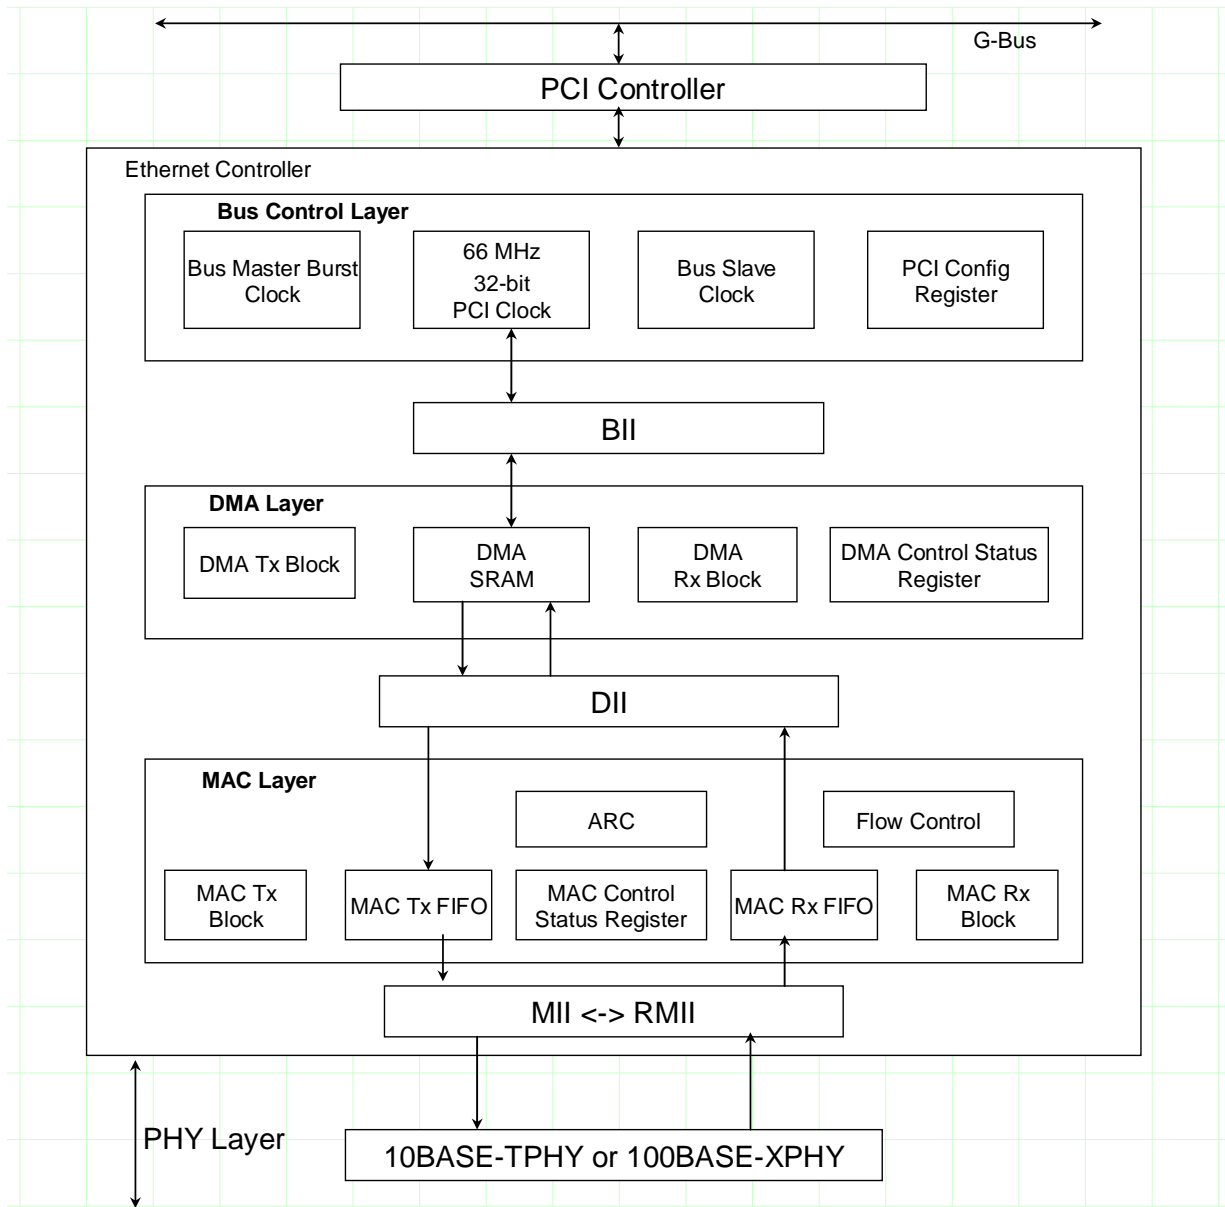 G-Bus
PCI Controller
Ethernet Controller
Bus Control Layer
Bus Master Burst
Clock
66 MHz
32-bit
PCI Clock
Bus Slave
Clock
PCI Config
Register
BII
DMA Layer
DMA Tx Block
DMA
SRAM
DMA
Rx Block
DMA Control Status
Register
DII
MAC Layer
ARC
Flow Control
MAC Tx
Block
MAC Tx FIFO
MAC Control
Status Register
MAC Rx FIFO
MAC Rx
Block
MII <-> RMII
PHY Layer
10BASE-TPHY or 100BASE-XPHY